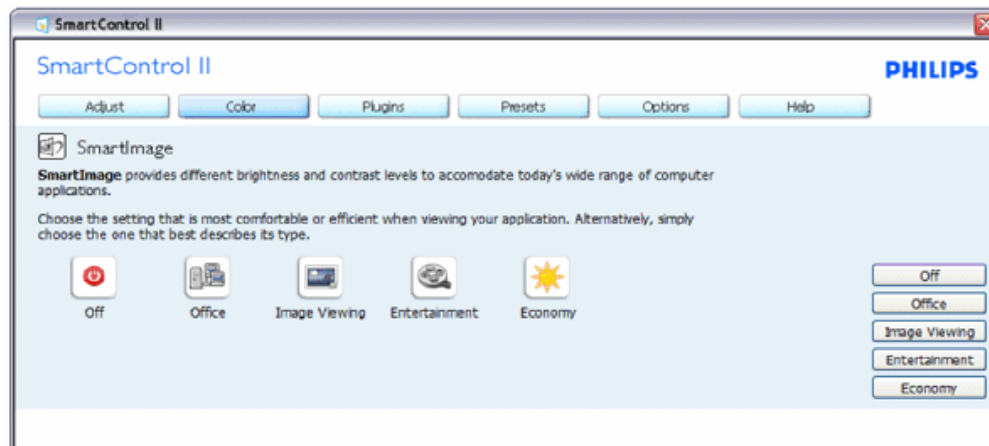 SmartControl II
SmartControl II
PHILIPS
Adjust Color Plugins Presets Options Help
SmartImage
SmartImage provides different brightness and contrast levels to accomodate today's wide range of computer
applications.
Choose the setting that is most comfortable or efficient when viewing your application. Alternatively, simply
choose the one that best describes its type.
Off Office Image Viewing Entertainment Economy
Off
Office
Image Viewing
Entertainment
Economy